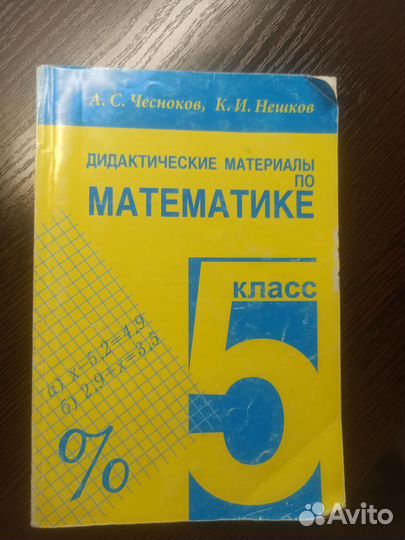 А. С. Чесноков, К. И. Нешков
ДИДАКТИЧЕСКИЕ МАТЕРИАЛЫ
ПО
МАТЕМАТИКЕ
5
класс
а) х–5,2=4,9
б) 2,9+х=3,5
%
Avito